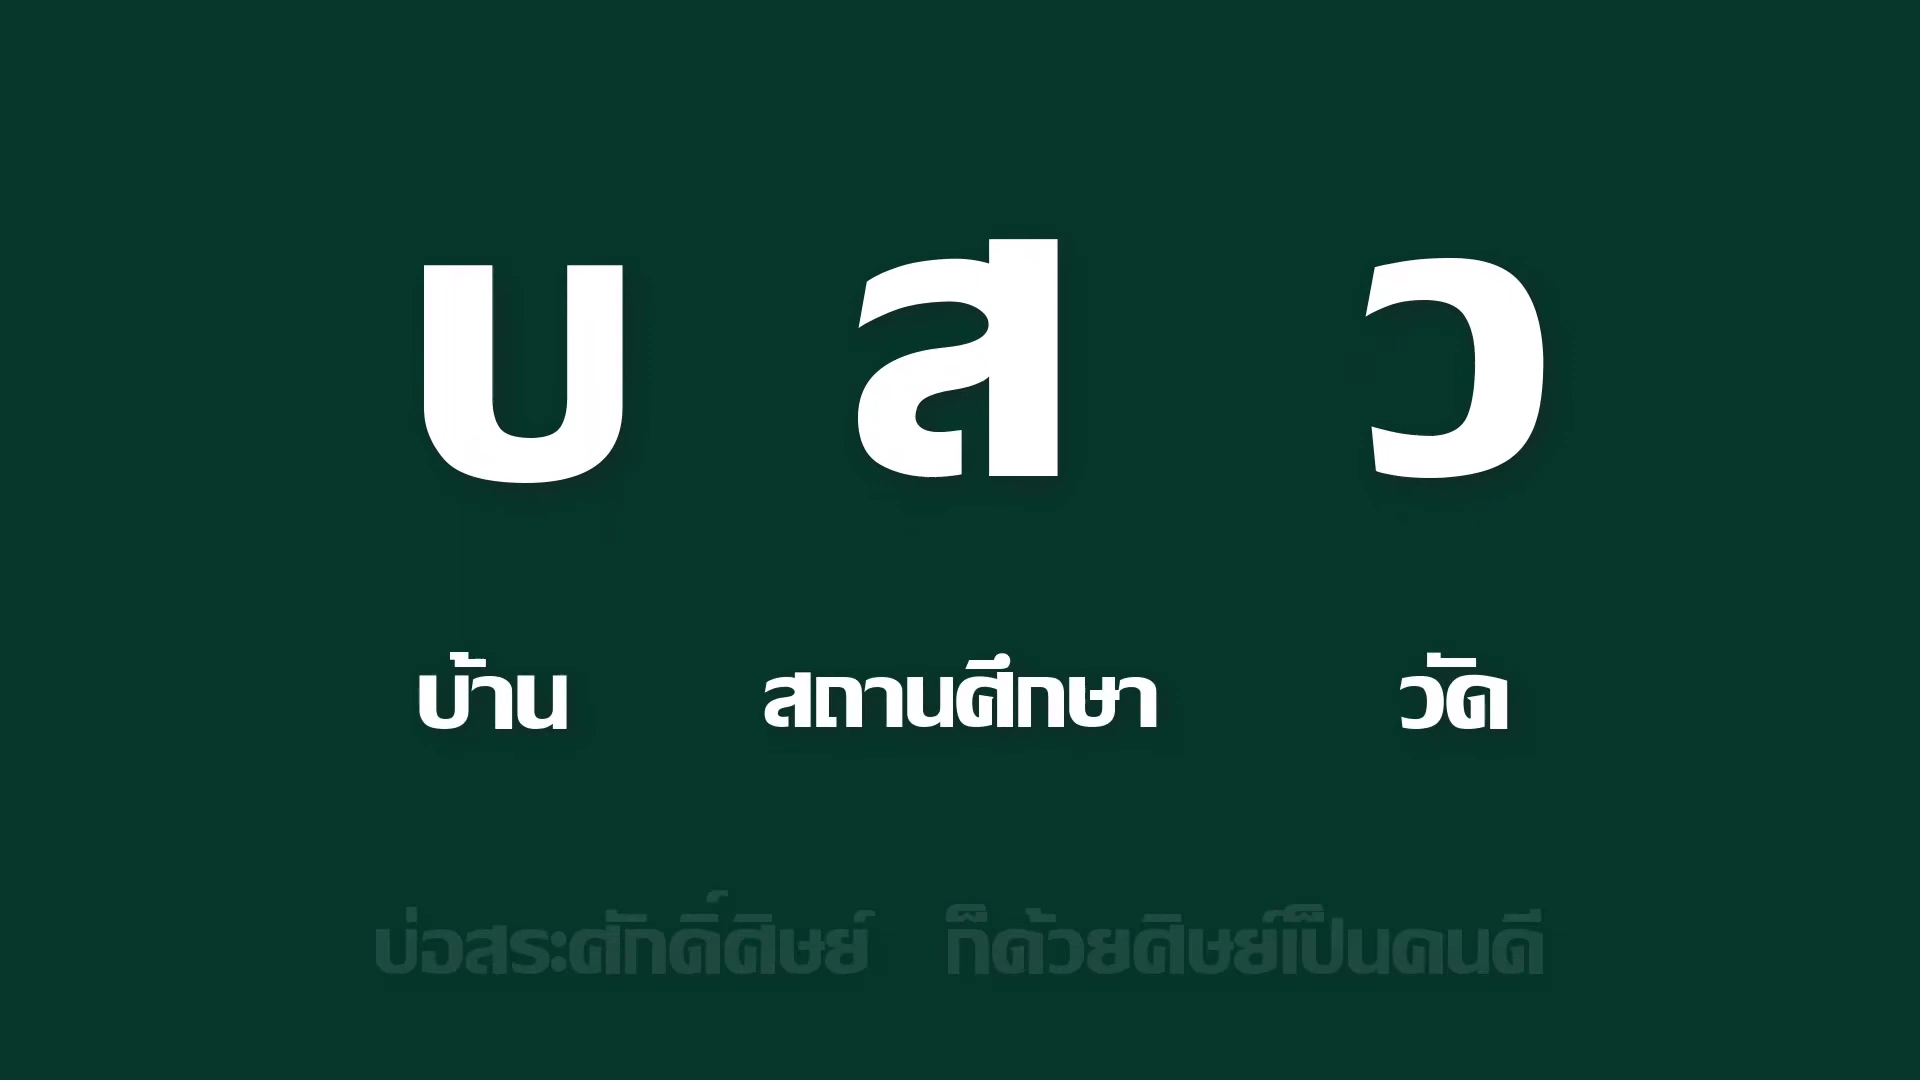 บ ส ว
บ้าน สถานศึกษา วัด
บ่อสระศักดิ์ศิษย์ ก็ด้วยศิษย์เป็นคนดี